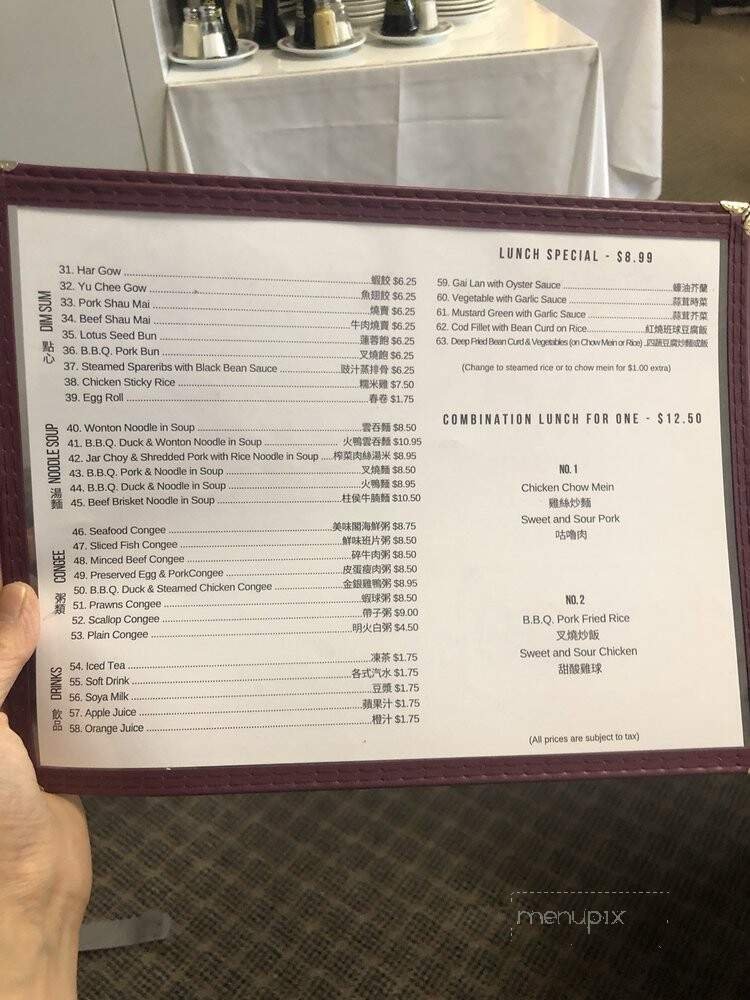 DIM SUM 點心
31. Har Gow 蝦餃 $6.25
32. Yu Chee Gow 魚翅餃 $6.25
33. Pork Shau Mai 燒賣 $6.25
34. Beef Shau Mai 牛肉燒賣 $6.25
35. Lotus Seed Bun 蓮蓉飽 $6.25
36. B.B.Q. Pork Bun 叉燒飽 $6.25
37. Steamed Spareribs with Black Bean Sauce 豉汁蒸排骨 $6.25
38. Chicken Sticky Rice 糯米雞 $7.50
39. Egg Roll 春卷 $1.75
NOODLE SOUP 湯麵
40. Wonton Noodle in Soup 雲吞麵 $8.50
41. B.B.Q. Duck & Wonton Noodle in Soup 火鴨雲吞麵 $10.95
42. Jar Choy & Shredded Pork with Rice Noodle in Soup 榨菜肉絲湯米 $8.95
43. B.B.Q. Pork & Noodle in Soup 叉燒麵 $8.50
44. B.B.Q. Duck & Noodle in Soup 火鴨麵 $8.95
45. Beef Brisket Noodle in Soup 柱侯牛腩麵 $10.50
CONGEE 粥類
46. Seafood Congee 美味閣海鮮粥 $8.75
47. Sliced Fish Congee 鮮味班片粥 $8.50
48. Minced Beef Congee 碎牛肉粥 $8.50
49. Preserved Egg & PorkCongee 皮蛋瘦肉粥 $8.50
50. B.B.Q. Duck & Steamed Chicken Congee 金銀雞鴨粥 $8.95
51. Prawns Congee 蝦球粥 $8.50
52. Scallop Congee 帶子粥 $9.00
53. Plain Congee 明火白粥 $4.50
DRINKS 飲品
54. Iced Tea 凍茶 $1.75
55. Soft Drink 各式汽水 $1.75
56. Soya Milk 豆漿 $1.75
57. Apple Juice 蘋果汁 $1.75
58. Orange Juice 橙汁 $1.75
LUNCH SPECIAL - $8.99
59. Gai Lan with Oyster Sauce 蠔油芥蘭
60. Vegetable with Garlic Sauce 蒜茸時菜
61. Mustard Green with Garlic Sauce 蒜茸芥菜
62. Cod Fillet with Bean Curd on Rice 紅燒班球豆腐飯
63. Deep Fried Bean Curd & Vegetables (on Chow Mein or Rice) 四蔬豆腐炒麵或飯
(Change to steamed rice or to chow mein for $1.00 extra)
COMBINATION LUNCH FOR ONE - $12.50
NO. 1
Chicken Chow Mein
雞絲炒麵
Sweet and Sour Pork
咕嚕肉
NO. 2
B.B.Q. Pork Fried Rice
叉燒炒飯
Sweet and Sour Chicken
甜酸雞球
(All prices are subject to tax)
menupix